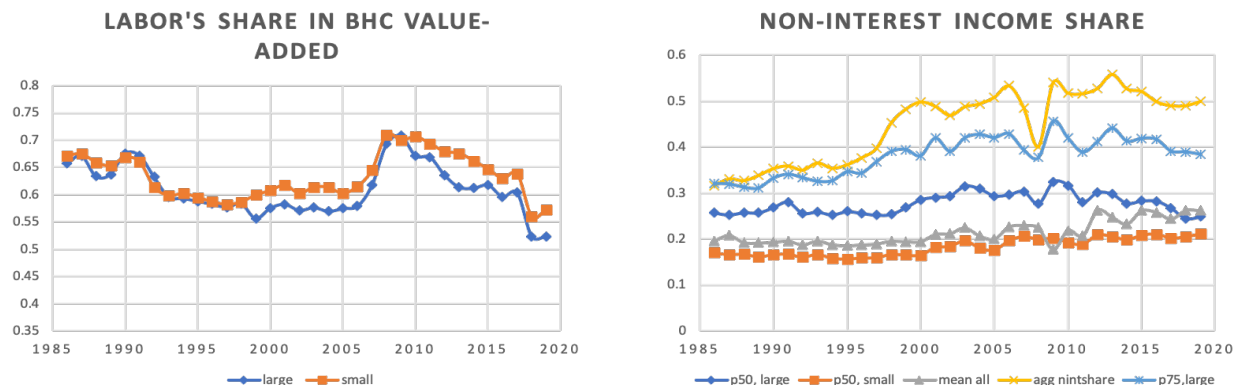 LABOR'S SHARE IN BHC VALUE-
ADDED
0.8
0.75
0.7
0.65
0.6
0.55
0.5
0.45
0.4
0.35
1985 1990 1995 2000 2005 2010 2015 2020
large small
NON-INTEREST INCOME SHARE
0.6
0.5
0.4
0.3
0.2
0.1
0
1985 1990 1995 2000 2005 2010 2015 2020
p50, large p50, small mean all agg nintshare p75,large